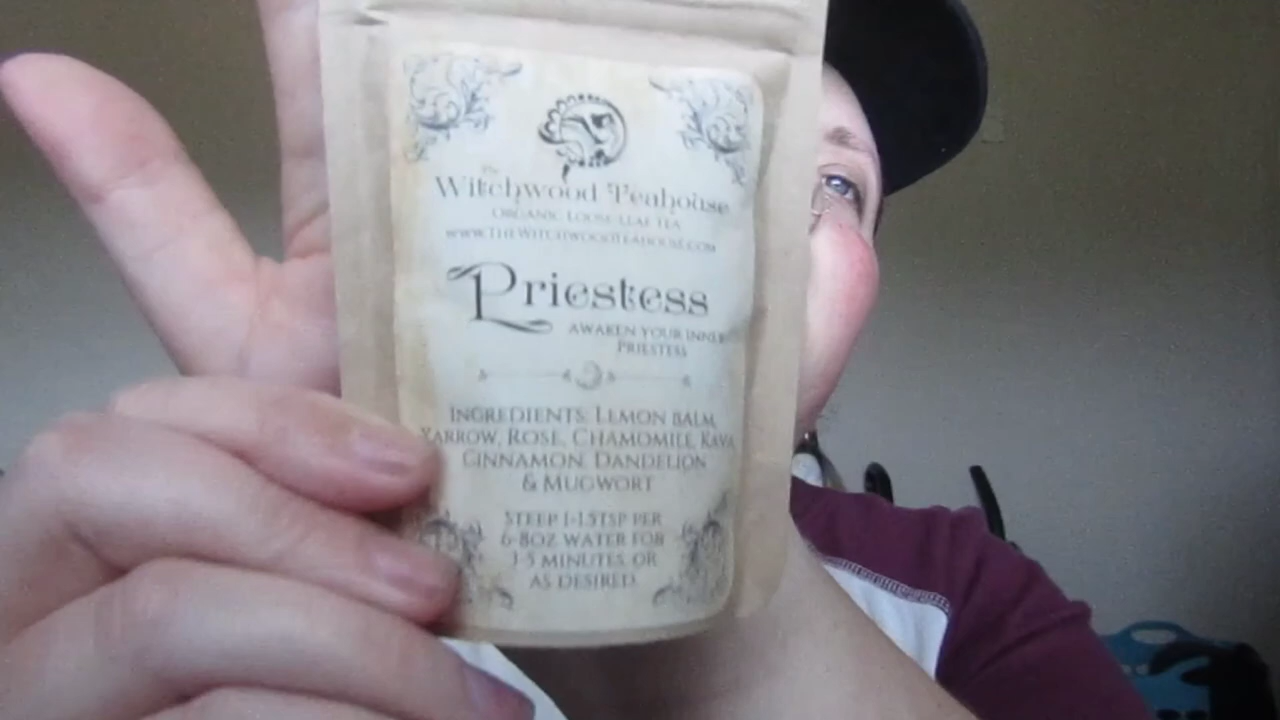 Witchwood Teahouse
Organic Loose Leaf Tea
www.TheWitchwoodTeahouse.com
Priestess
Awaken Your Inner
Priestess
Ingredients: Lemon Balm,
Yarrow, Rose, Chamomile, Kava
Cinnamon, Dandelion
& Mugwort
Steep 1-1.5tsp per
6-8oz water for
3-5 minutes, or
as desired.